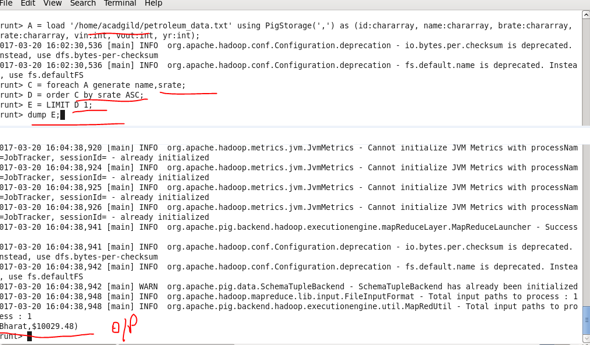 File Edit View Search Terminal Help
runt> A = load '/home/acadgild/petroleum_data.txt' using PigStorage(',') as (id:chararray, name:chararray, brate:chararray,
rate:chararray, vin:int, vout:int, yr:int);
017-03-20 16:02:30,536 [main] INFO org.apache.hadoop.conf.Configuration.deprecation - io.bytes.per.checksum is deprecated.
nstead, use dfs.bytes-per-checksum
017-03-20 16:02:30,536 [main] INFO org.apache.hadoop.conf.Configuration.deprecation - fs.default.name is deprecated. Instea
, use fs.defaultFS
runt> C = foreach A generate name,srate;
runt> D = order C by srate ASC;
runt> E = LIMIT D 1;
runt> dump E;
017-03-20 16:04:38,920 [main] INFO org.apache.hadoop.metrics.jvm.JvmMetrics - Cannot initialize JVM Metrics with processNam
=JobTracker, sessionId= - already initialized
017-03-20 16:04:38,924 [main] INFO org.apache.hadoop.metrics.jvm.JvmMetrics - Cannot initialize JVM Metrics with processNam
=JobTracker, sessionId= - already initialized
017-03-20 16:04:38,925 [main] INFO org.apache.hadoop.metrics.jvm.JvmMetrics - Cannot initialize JVM Metrics with processNam
=JobTracker, sessionId= - already initialized
017-03-20 16:04:38,926 [main] INFO org.apache.hadoop.metrics.jvm.JvmMetrics - Cannot initialize JVM Metrics with processNam
=JobTracker, sessionId= - already initialized
017-03-20 16:04:38,941 [main] INFO org.apache.pig.backend.hadoop.executionengine.mapReduceLayer.MapReduceLauncher - Success
017-03-20 16:04:38,941 [main] INFO org.apache.hadoop.conf.Configuration.deprecation - io.bytes.per.checksum is deprecated.
nstead, use dfs.bytes-per-checksum
017-03-20 16:04:38,942 [main] INFO org.apache.hadoop.conf.Configuration.deprecation - fs.default.name is deprecated. Instea
, use fs.defaultFS
017-03-20 16:04:38,942 [main] WARN org.apache.pig.data.SchemaTupleBackend - SchemaTupleBackend has already been initialized
017-03-20 16:04:38,948 [main] INFO org.apache.hadoop.mapreduce.lib.input.FileInputFormat - Total input paths to process : 1
017-03-20 16:04:38,948 [main] INFO org.apache.pig.backend.hadoop.executionengine.util.MapRedUtil - Total input paths to pro
ess : 1
Bharat,$10029.48)
O/P
runt>